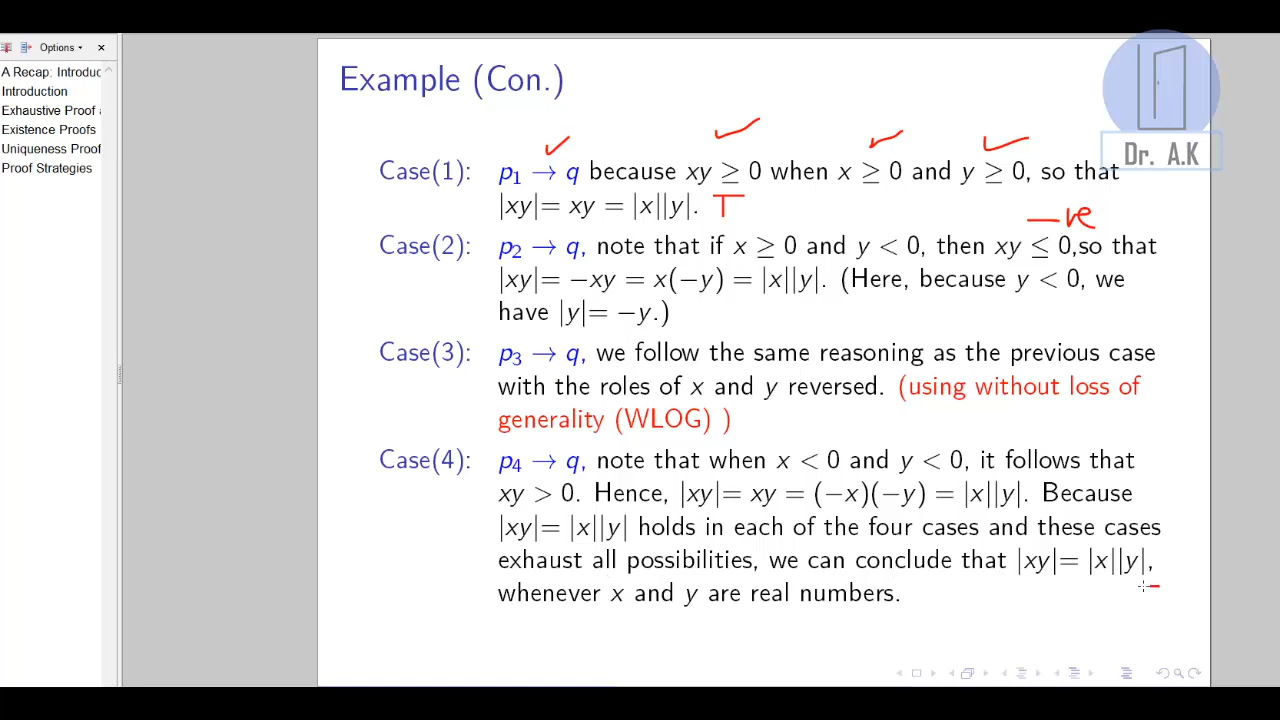 Options
A Recap: Introduc
Introduction
Exhaustive Proof a
Existence Proofs
Uniqueness Proof
Proof Strategies
Example (Con.)
Dr. A.K
Case(1): p₁ → q because xy ≥ 0 when x ≥ 0 and y ≥ 0, so that
|xy|= xy = |x||y|. T
-ve
Case(2): p₂ → q, note that if x ≥ 0 and y < 0, then xy ≤ 0,so that
|xy|= −xy = x(−y) = |x||y|. (Here, because y < 0, we
have |y|= −y.)
Case(3): p₃ → q, we follow the same reasoning as the previous case
with the roles of x and y reversed. (using without loss of
generality (WLOG) )
Case(4): p₄ → q, note that when x < 0 and y < 0, it follows that
xy > 0. Hence, |xy|= xy = (−x)(−y) = |x||y|. Because
|xy|= |x||y| holds in each of the four cases and these cases
exhaust all possibilities, we can conclude that |xy|= |x||y|,
whenever x and y are real numbers.